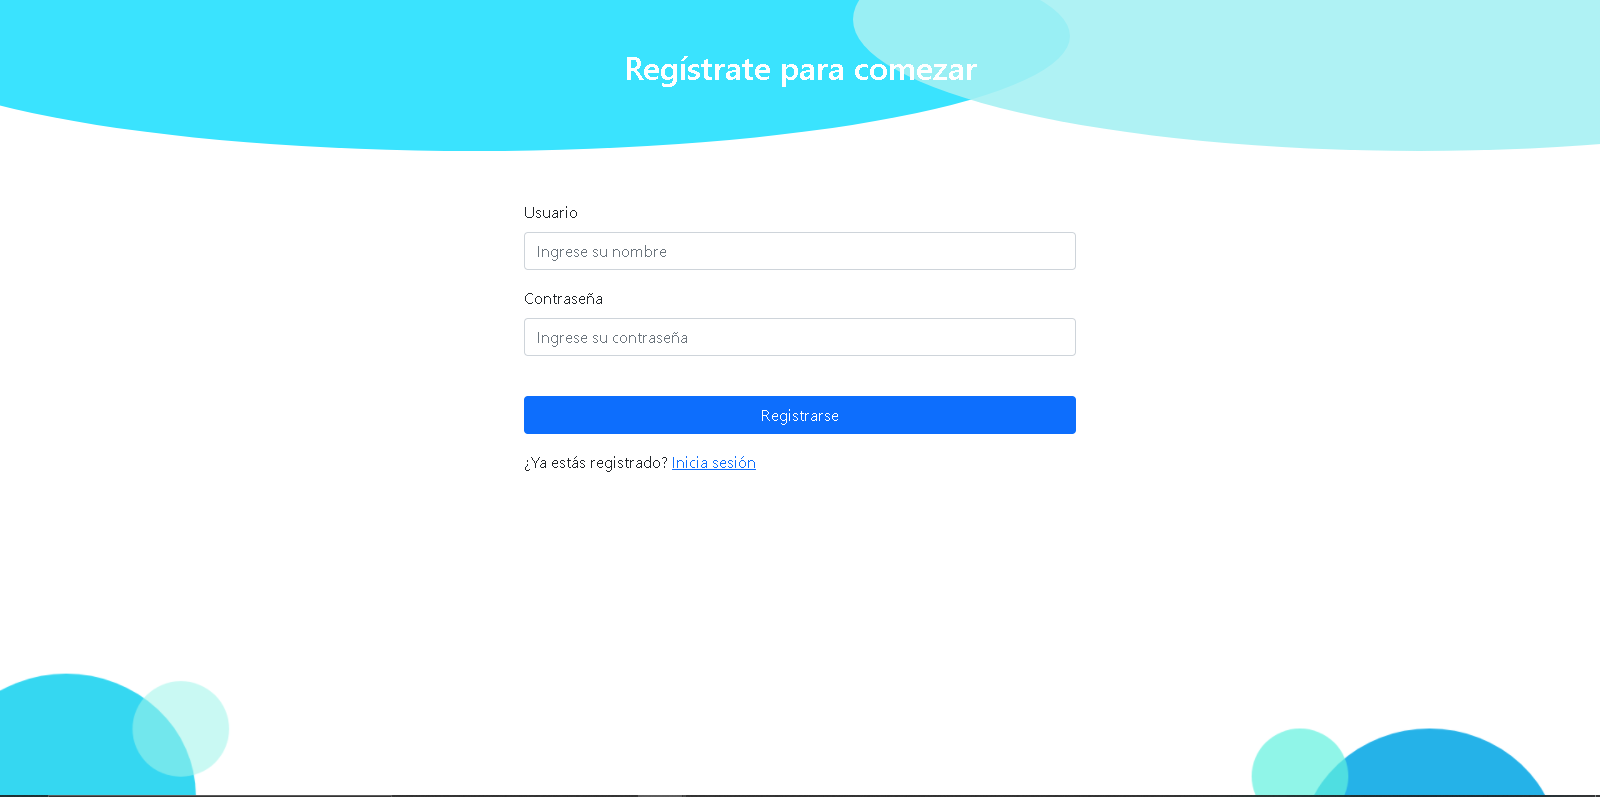 Regístrate para comezar
Usuario
Ingrese su nombre
Contraseña
Ingrese su contraseña
Registrarse
¿Ya estás registrado? Inicia sesión